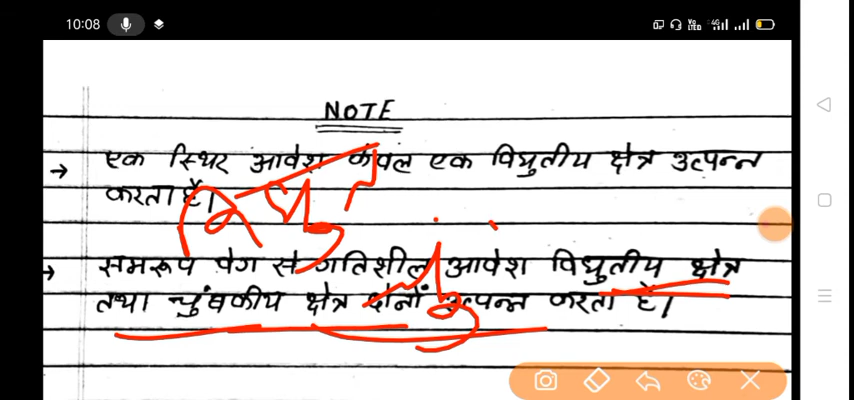 10:08
NOTE
→ एक स्थिर आवेश केवल एक विद्युतीय क्षेत्र उत्पन्न
करता है।
→ समरूप वेग से गतिशील आवेश विद्युतीय क्षेत्र
तथा चुंबकीय क्षेत्र दोनों उत्पन्न करता है।